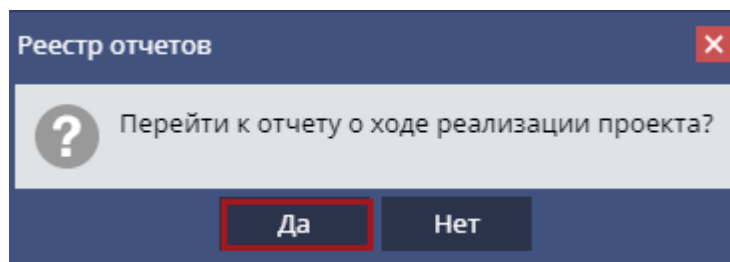 Реестр отчетов
Перейти к отчету о ходе реализации проекта?
Да Нет